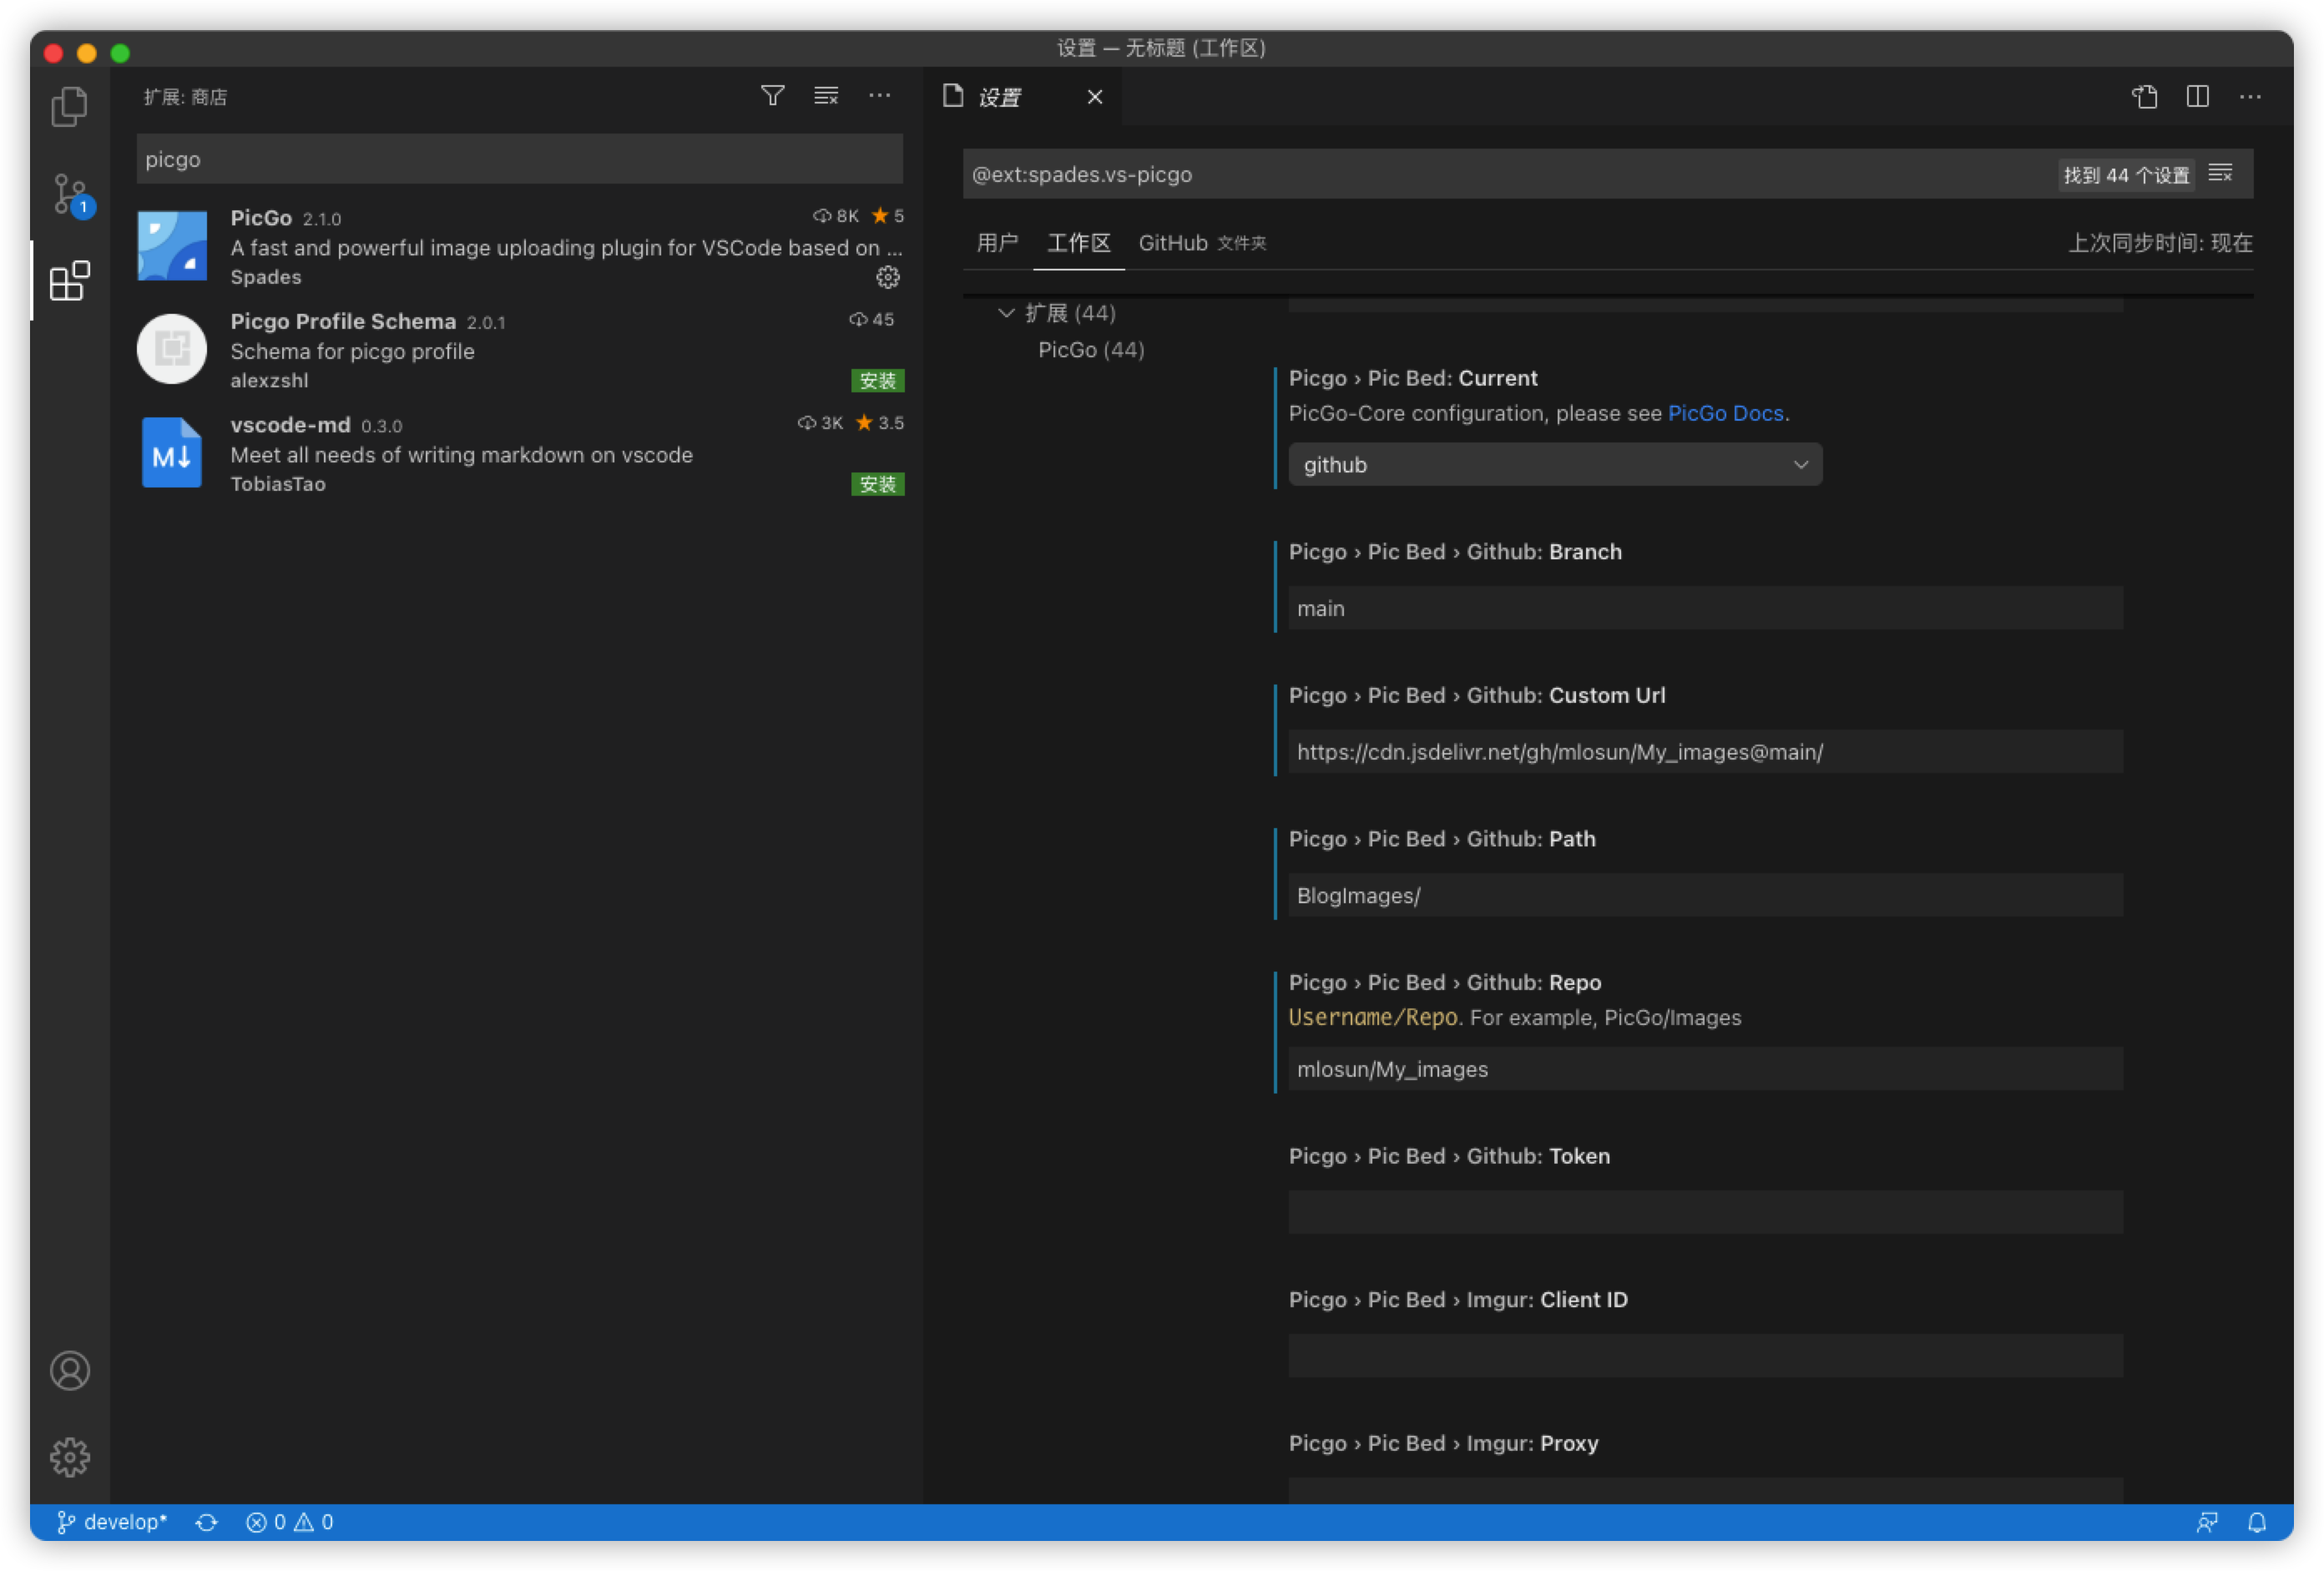 设置 — 无标题 (工作区)
扩展: 商店
picgo
PicGo 2.1.0 8K 5
A fast and powerful image uploading plugin for VSCode based on ...
Spades
Picgo Profile Schema 2.0.1 45
Schema for picgo profile
alexzshl 安装
vscode-md 0.3.0 3K 3.5
Meet all needs of writing markdown on vscode
TobiasTao 安装
M↓
1
设置
@ext:spades.vs-picgo 找到 44 个设置
用户 工作区 GitHub 文件夹 上次同步时间: 现在
扩展 (44)
PicGo (44)
Picgo › Pic Bed: Current
PicGo-Core configuration, please see PicGo Docs.
github
Picgo › Pic Bed › Github: Branch
main
Picgo › Pic Bed › Github: Custom Url
https://cdn.jsdelivr.net/gh/mlosun/My_images@main/
Picgo › Pic Bed › Github: Path
BlogImages/
Picgo › Pic Bed › Github: Repo
Username/Repo. For example, PicGo/Images
mlosun/My_images
Picgo › Pic Bed › Github: Token
Picgo › Pic Bed › Imgur: Client ID
Picgo › Pic Bed › Imgur: Proxy
develop* 0 0